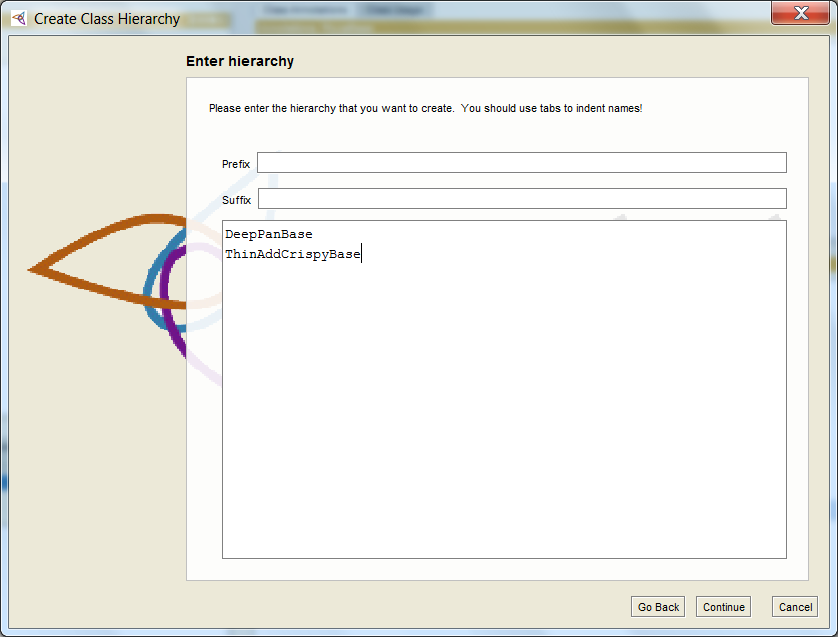 Create Class Hierarchy
Enter hierarchy
Please enter the hierarchy that you want to create. You should use tabs to indent names!
Prefix
Suffix
DeepPanBase
ThinAddCrispyBase
Go Back
Continue
Cancel